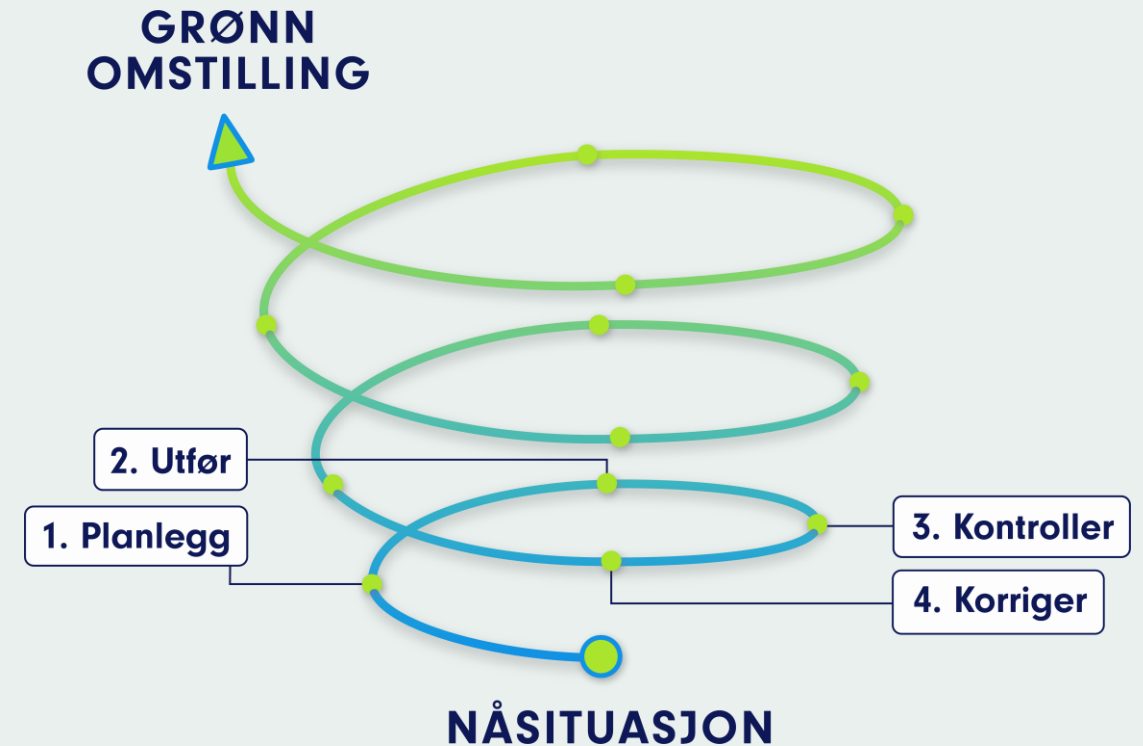 GRØNN
OMSTILLING
2. Utfør
1. Planlegg
3. Kontroller
4. Korriger
NÅSITUASJON